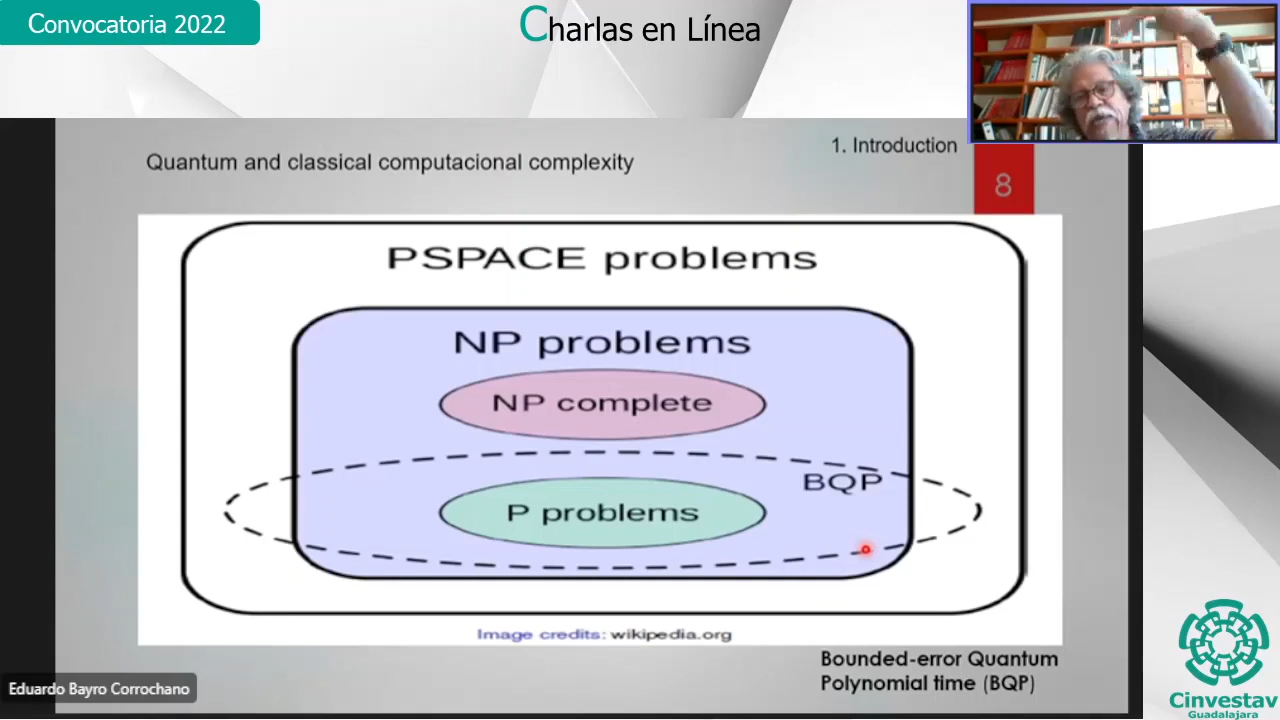 Convocatoria 2022
Charlas en Línea
1. Introduction
Quantum and classical computacional complexity
8
PSPACE problems
NP problems
NP complete
BQP
P problems
Image credits: wikipedia.org
Bounded-error Quantum
Polynomial time (BQP)
Eduardo Bayro Corrochano
Cinvestav
Guadalajara